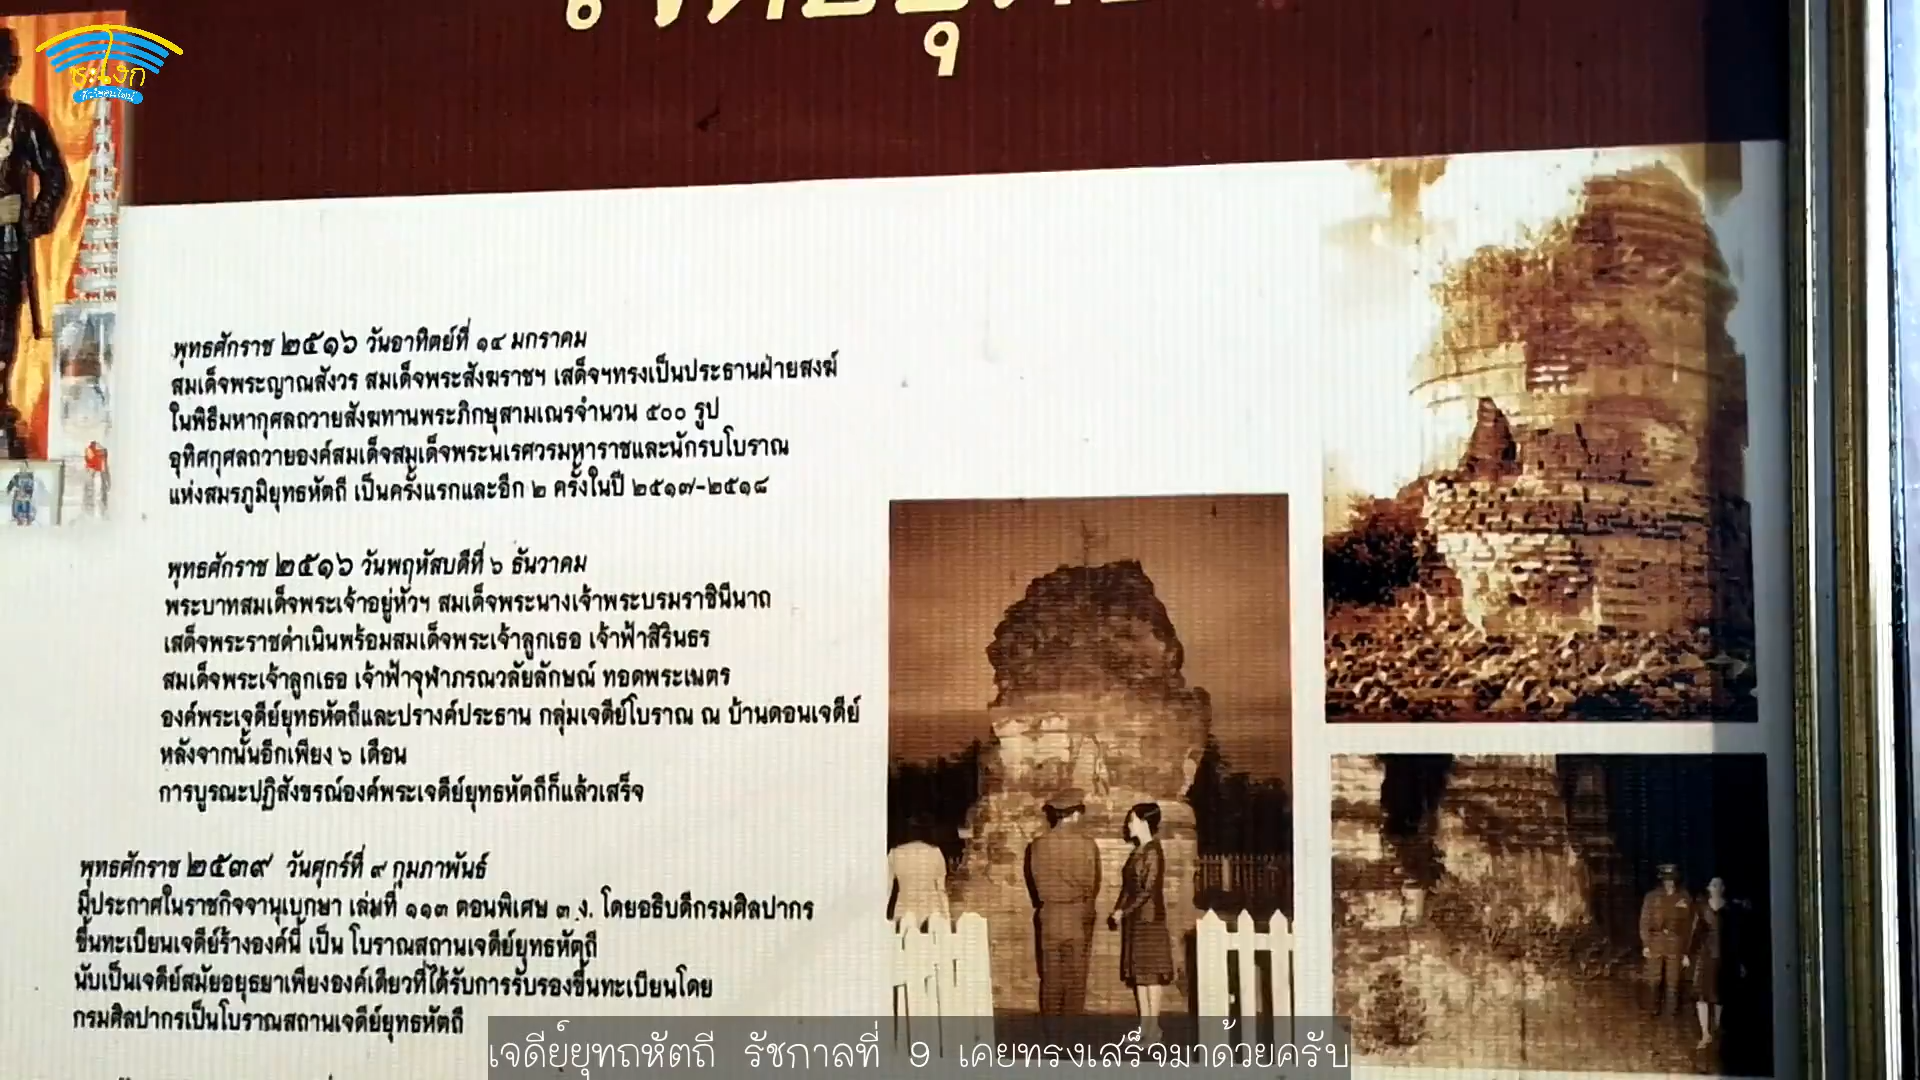 ชะโงก
เจดีย์ยุทธ
พุทธศักราช ๒๕๑๖ วันอาทิตย์ที่ ๑๔ มกราคม
สมเด็จพระญาณสังวร สมเด็จพระสังฆราชฯ เสด็จฯทรงเป็นประธานฝ่ายสงฆ์
ในพิธีมหากุศลถวายสังฆทานพระภิกษุสามเณรจำนวน ๕๐๐ รูป
อุทิศกุศลถวายองค์สมเด็จสมเด็จพระนเรศวรมหาราชและนักรบโบราณ
แห่งสมรภูมิยุทธหัตถี เป็นครั้งแรกและอีก ๒ ครั้งในปี ๒๕๑๗-๒๕๑๘
พุทธศักราช ๒๕๑๖ วันพฤหัสบดีที่ ๖ ธันวาคม
พระบาทสมเด็จพระเจ้าอยู่หัวฯ สมเด็จพระนางเจ้าพระบรมราชินีนาถ
เสด็จพระราชดำเนินพร้อมสมเด็จพระเจ้าลูกเธอ เจ้าฟ้าสิรินธร
สมเด็จพระเจ้าลูกเธอ เจ้าฟ้าจุฬาภรณวลัยลักษณ์ ทอดพระเนตร
องค์พระเจดีย์ยุทธหัตถีและปรางค์ประธาน กลุ่มเจดีย์โบราณ ณ บ้านดอนเจดีย์
หลังจากนั้นอีกเพียง ๖ เดือน
การบูรณะปฏิสังขรณ์องค์พระเจดีย์ยุทธหัตถีก็แล้วเสร็จ
พุทธศักราช ๒๕๓๙ วันศุกร์ที่ ๙ กุมภาพันธ์
มีประกาศในราชกิจจานุเบกษา เล่มที่ ๑๑๓ ตอนพิเศษ ๓ ง. โดยอธิบดีกรมศิลปากร
ขึ้นทะเบียนเจดีย์ร้างองค์นี้ เป็น โบราณสถานเจดีย์ยุทธหัตถี
นับเป็นเจดีย์สมัยอยุธยาเพียงองค์เดียวที่ได้รับการรับรองขึ้นทะเบียนโดย
กรมศิลปากรเป็นโบราณสถานเจดีย์ยุทธหัตถี
เจดีย์ยุทถหัตถี รัชกาลที่ 9 เคยทรงเสร็จมาด้วยครับ